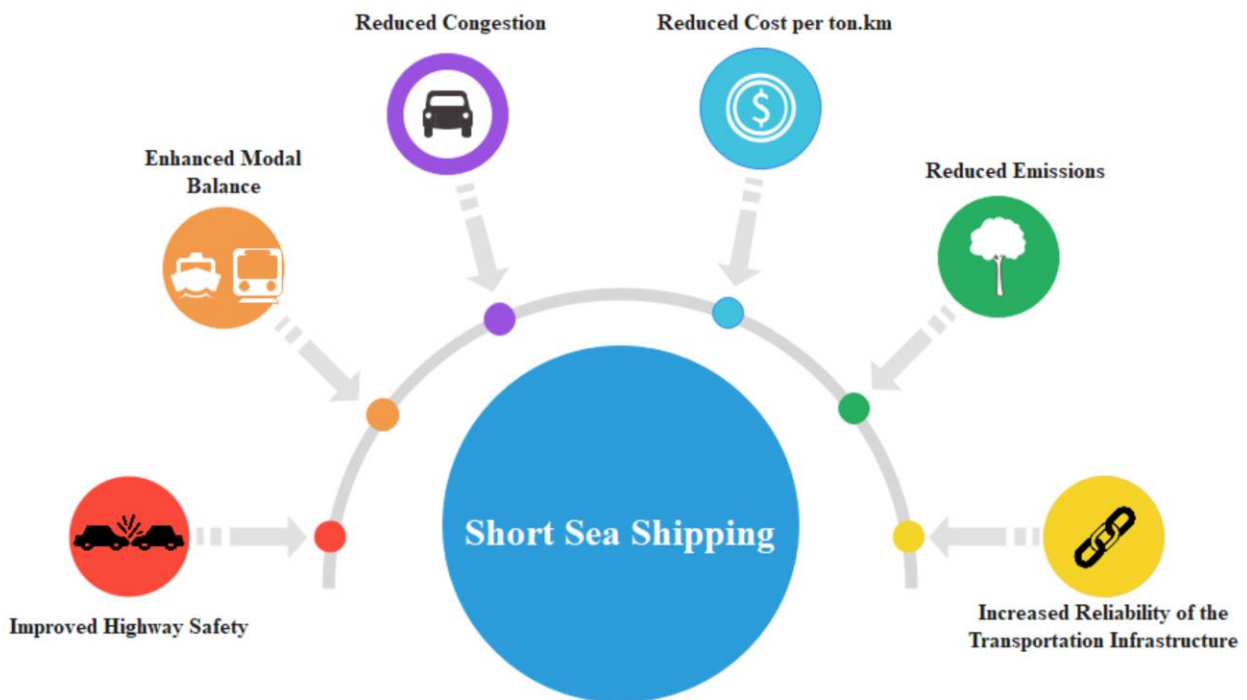 Reduced Congestion
Reduced Cost per ton.km
Enhanced Modal
Balance
Reduced Emissions
Short Sea Shipping
Improved Highway Safety
Increased Reliability of the
Transportation Infrastructure